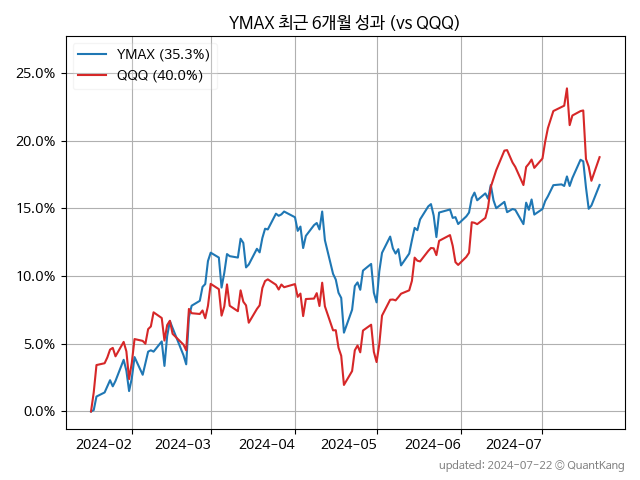 YMAX 최근 6개월 성과 (vs QQQ)
YMAX (35.3%)
QQQ (40.0%)
25.0%
20.0%
15.0%
10.0%
5.0%
0.0%
2024-02 2024-03 2024-04 2024-05 2024-06 2024-07
updated: 2024-07-22 © QuantKang